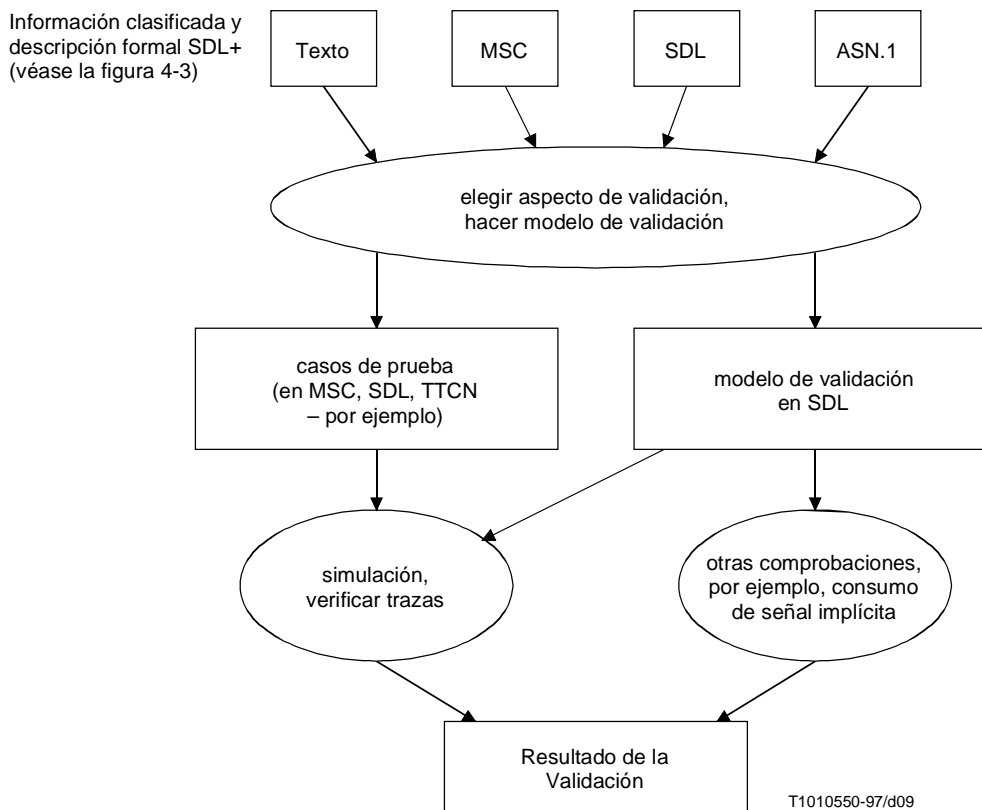 Información clasificada y
descripción formal SDL+
(véase la figura 4-3)
Texto
MSC
SDL
ASN.1
elegir aspecto de validación,
hacer modelo de validación
casos de prueba
(en MSC, SDL, TTCN
– por ejemplo)
modelo de validación
en SDL
simulación,
verificar trazas
otras comprobaciones,
por ejemplo, consumo
de señal implícita
Resultado de la
Validación
T1010550-97/d09